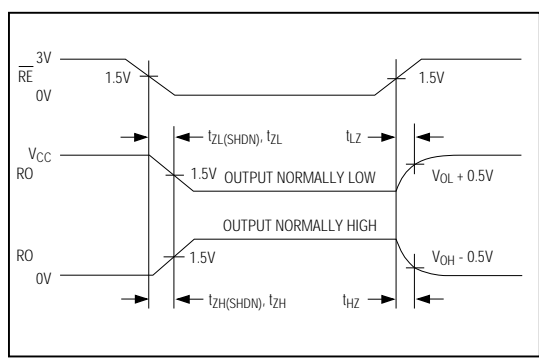 3V
RE
1.5V
1.5V
0V
tZL(SHDN), tZL
tLZ
VCC
RO
1.5V
OUTPUT NORMALLY LOW
VOL + 0.5V
OUTPUT NORMALLY HIGH
RO
1.5V
VOH - 0.5V
0V
tZH(SHDN), tZH
tHZ